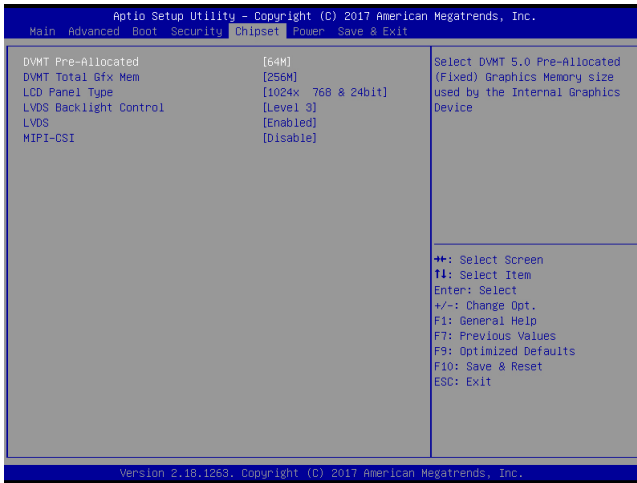 Aptio Setup Utility – Copyright (C) 2017 American Megatrends, Inc.
Main Advanced Boot Security Chipset Power Save & Exit
DVMT Pre-Allocated [64M]
DVMT Total Gfx Mem [256M]
LCD Panel Type [1024x 768 & 24bit]
LVDS Backlight Control [Level 3]
LVDS [Enabled]
MIPI-CSI [Disable]
Select DVMT 5.0 Pre-Allocated
(Fixed) Graphics Memory size
used by the Internal Graphics
Device
→←: Select Screen
↑↓: Select Item
Enter: Select
+/-: Change Opt.
F1: General Help
F7: Previous Values
F9: Optimized Defaults
F10: Save & Reset
ESC: Exit
Version 2.18.1263. Copyright (C) 2017 American Megatrends, Inc.